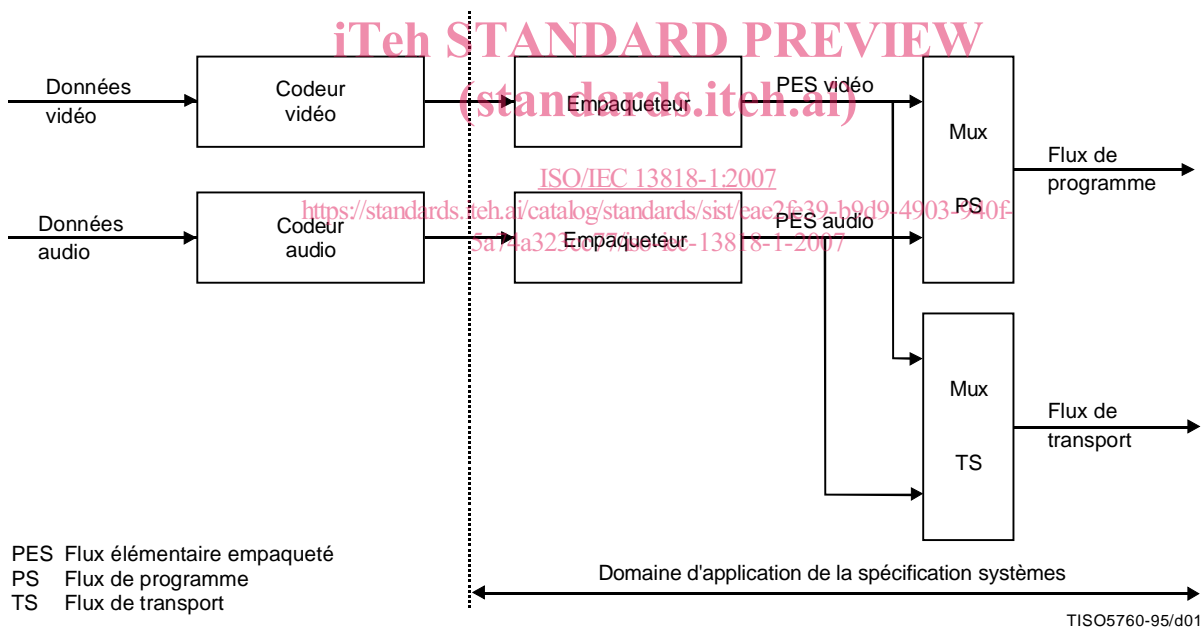 iTeh STANDARD PREVIEW
(standards.iteh.ai)
ISO/IEC 13818-1:2007
https://standards.iteh.ai/catalog/standards/sist/eae2fe39-b9d9-4903-940f-
5a74a323ee77/iso-iec-13818-1-2007
Données
vidéo
Codeur
vidéo
Empaqueteur
PES vidéo
Mux
PS
Flux de
programme
Données
audio
Codeur
audio
Empaqueteur
PES audio
Mux
TS
Flux de
transport
PES Flux élémentaire empaqueté
PS Flux de programme
TS Flux de transport
Domaine d'application de la spécification systèmes
TISO5760-95/d01